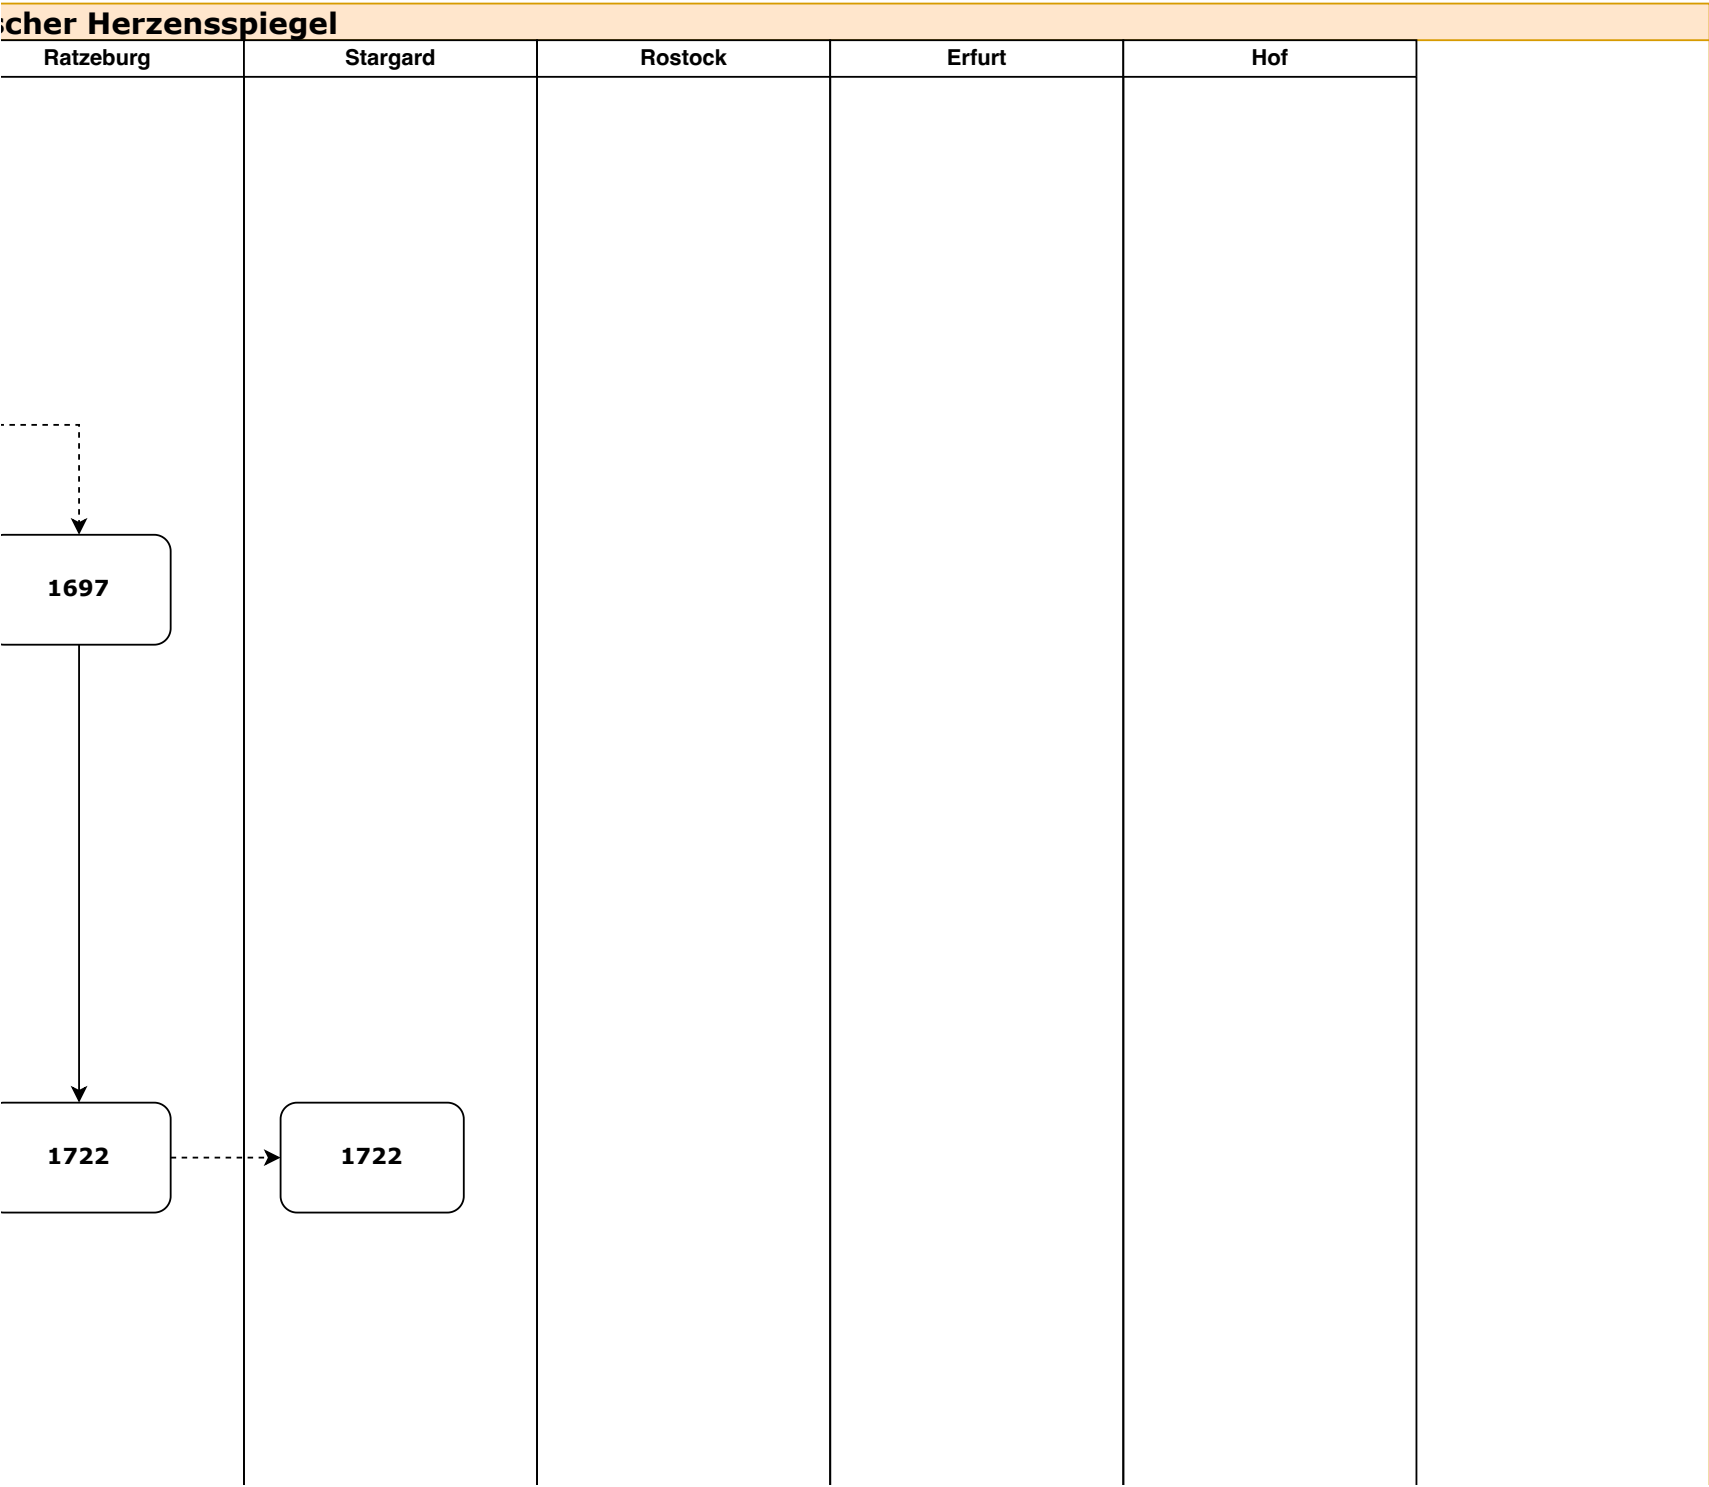 scher Herzensspiegel
Ratzeburg
Stargard
Rostock
Erfurt
Hof
1697
1722
1722